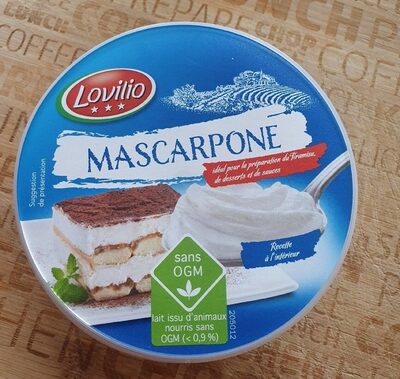 COFFEE
Lovilio
MASCARPONE
idéal pour la préparation du Tiramisu,
de desserts et de sauces
Suggestion
de présentation
Recette
à l'intérieur
sans
OGM
lait issu d'animaux
nourris sans
OGM (< 0,9 %)
205012